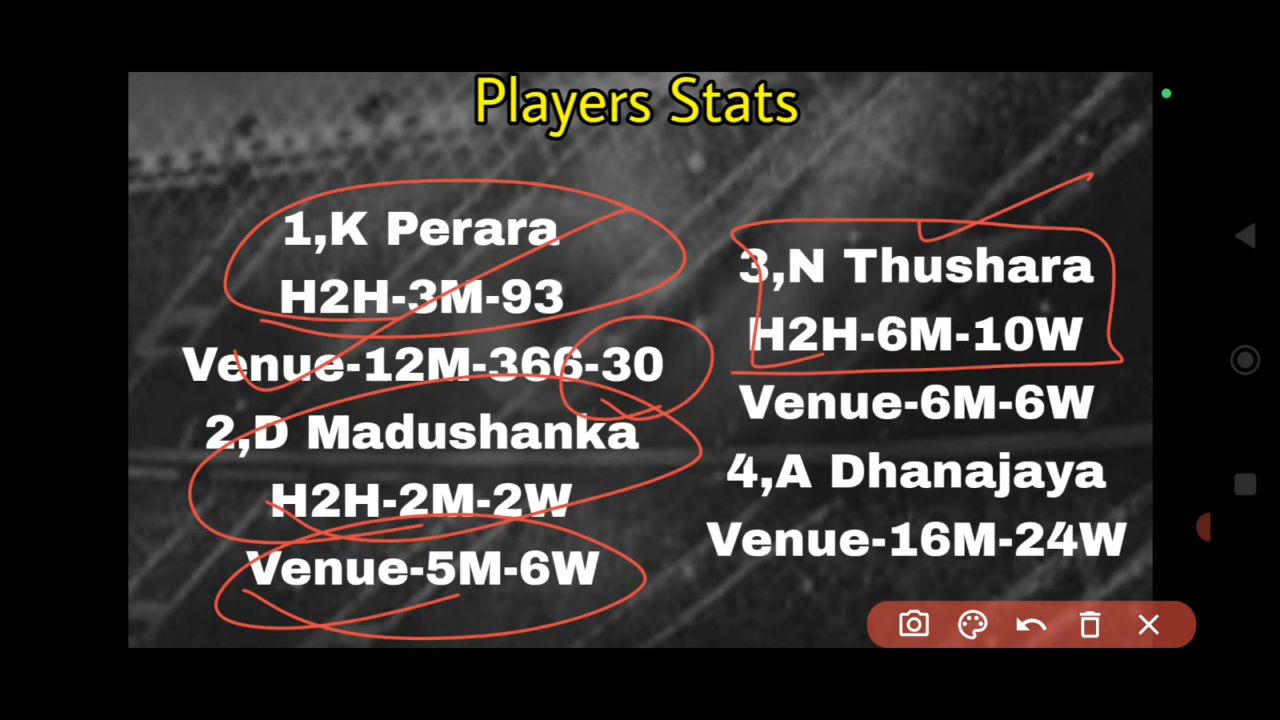 Players Stats
1,K Perara
H2H-3M-93
Venue-12M-366-30
2,D Madushanka
H2H-2M-2W
Venue-5M-6W
3,N Thushara
H2H-6M-10W
Venue-6M-6W
4,A Dhanajaya
Venue-16M-24W